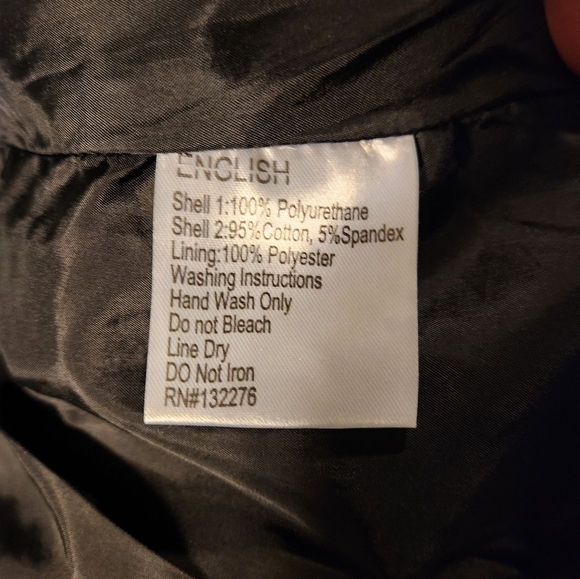 ENGLISH
Shell 1:100% Polyurethane
Shell 2:95%Cotton, 5%Spandex
Lining:100% Polyester
Washing Instructions
Hand Wash Only
Do not Bleach
Line Dry
DO Not Iron
RN#132276